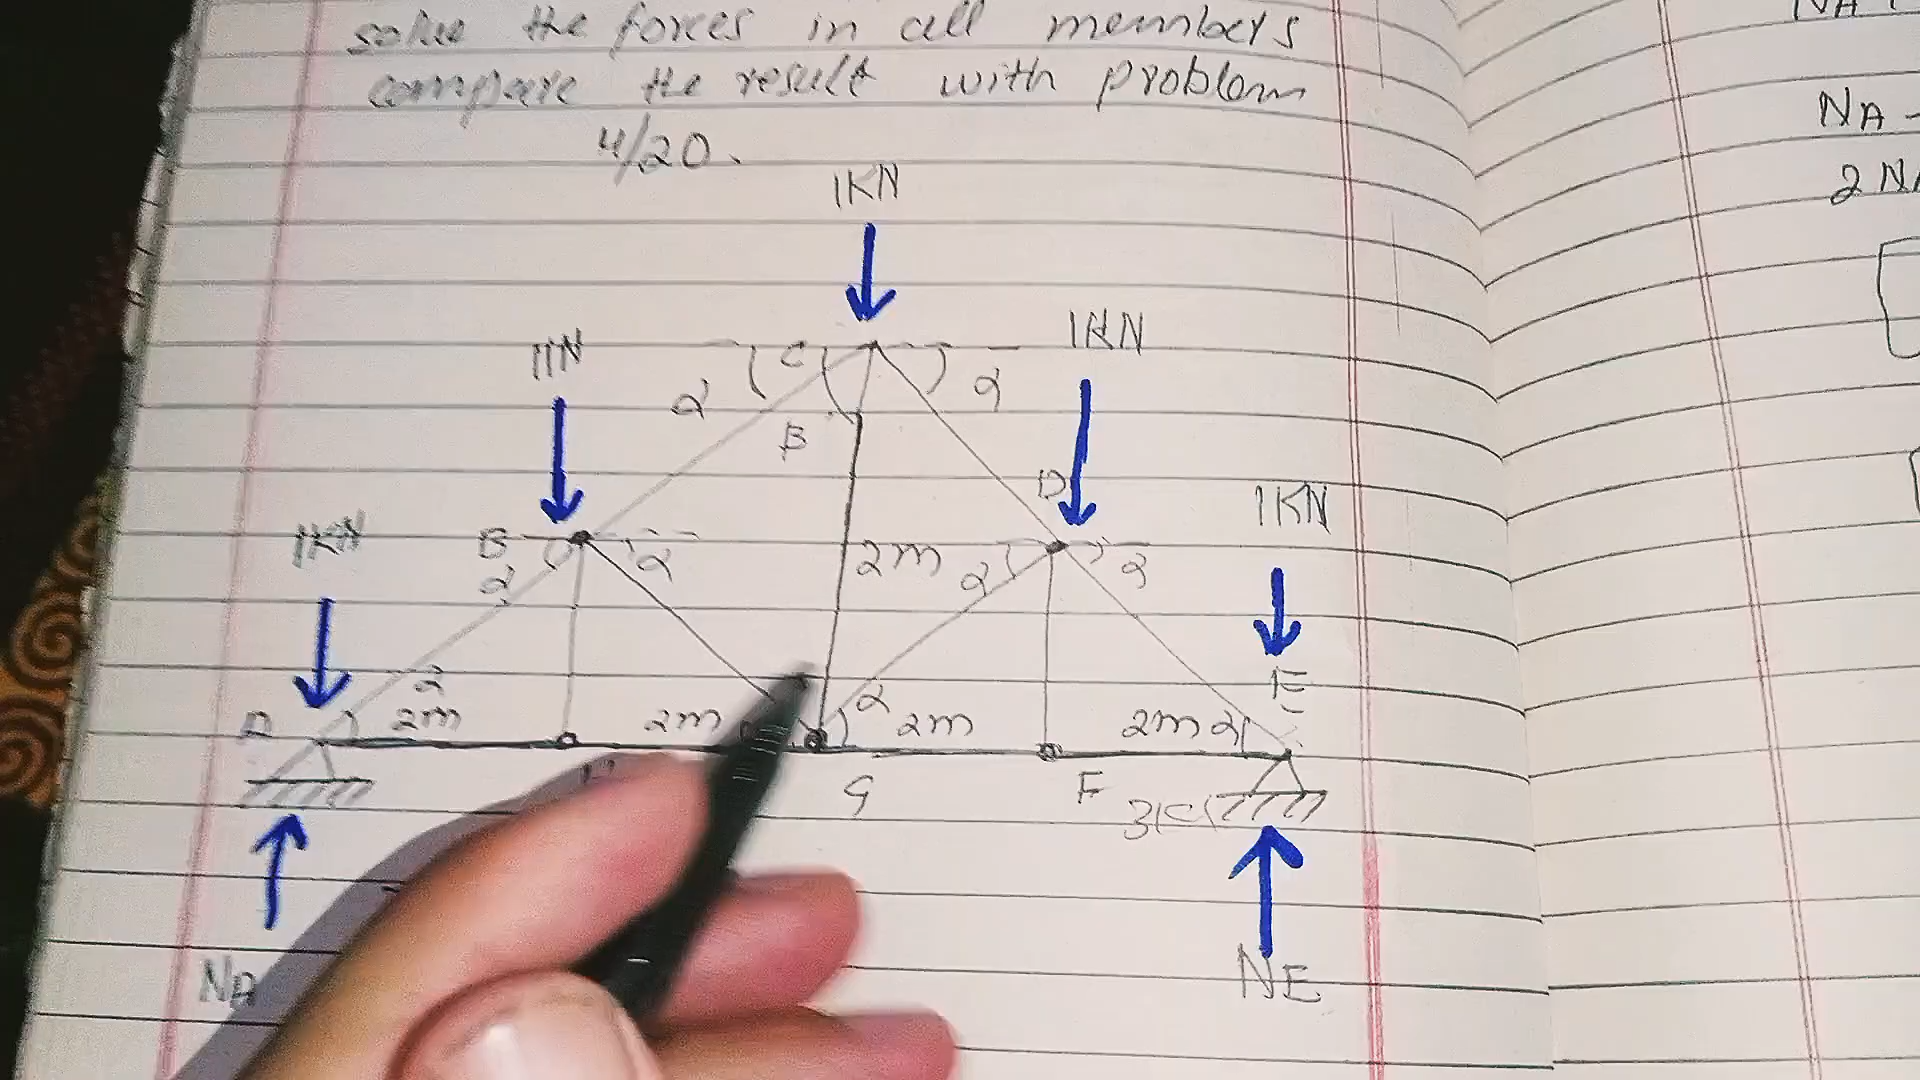 solve the forces in all members
compare the result with problem
4/20.
NA
2N
1KN
1KN
1KN
C
α
α
B
D
1KN
B
α
α
2m
α
α
1KN
E
α
α
A
2m
2m
2m
2m
α
G
F
NA
NE